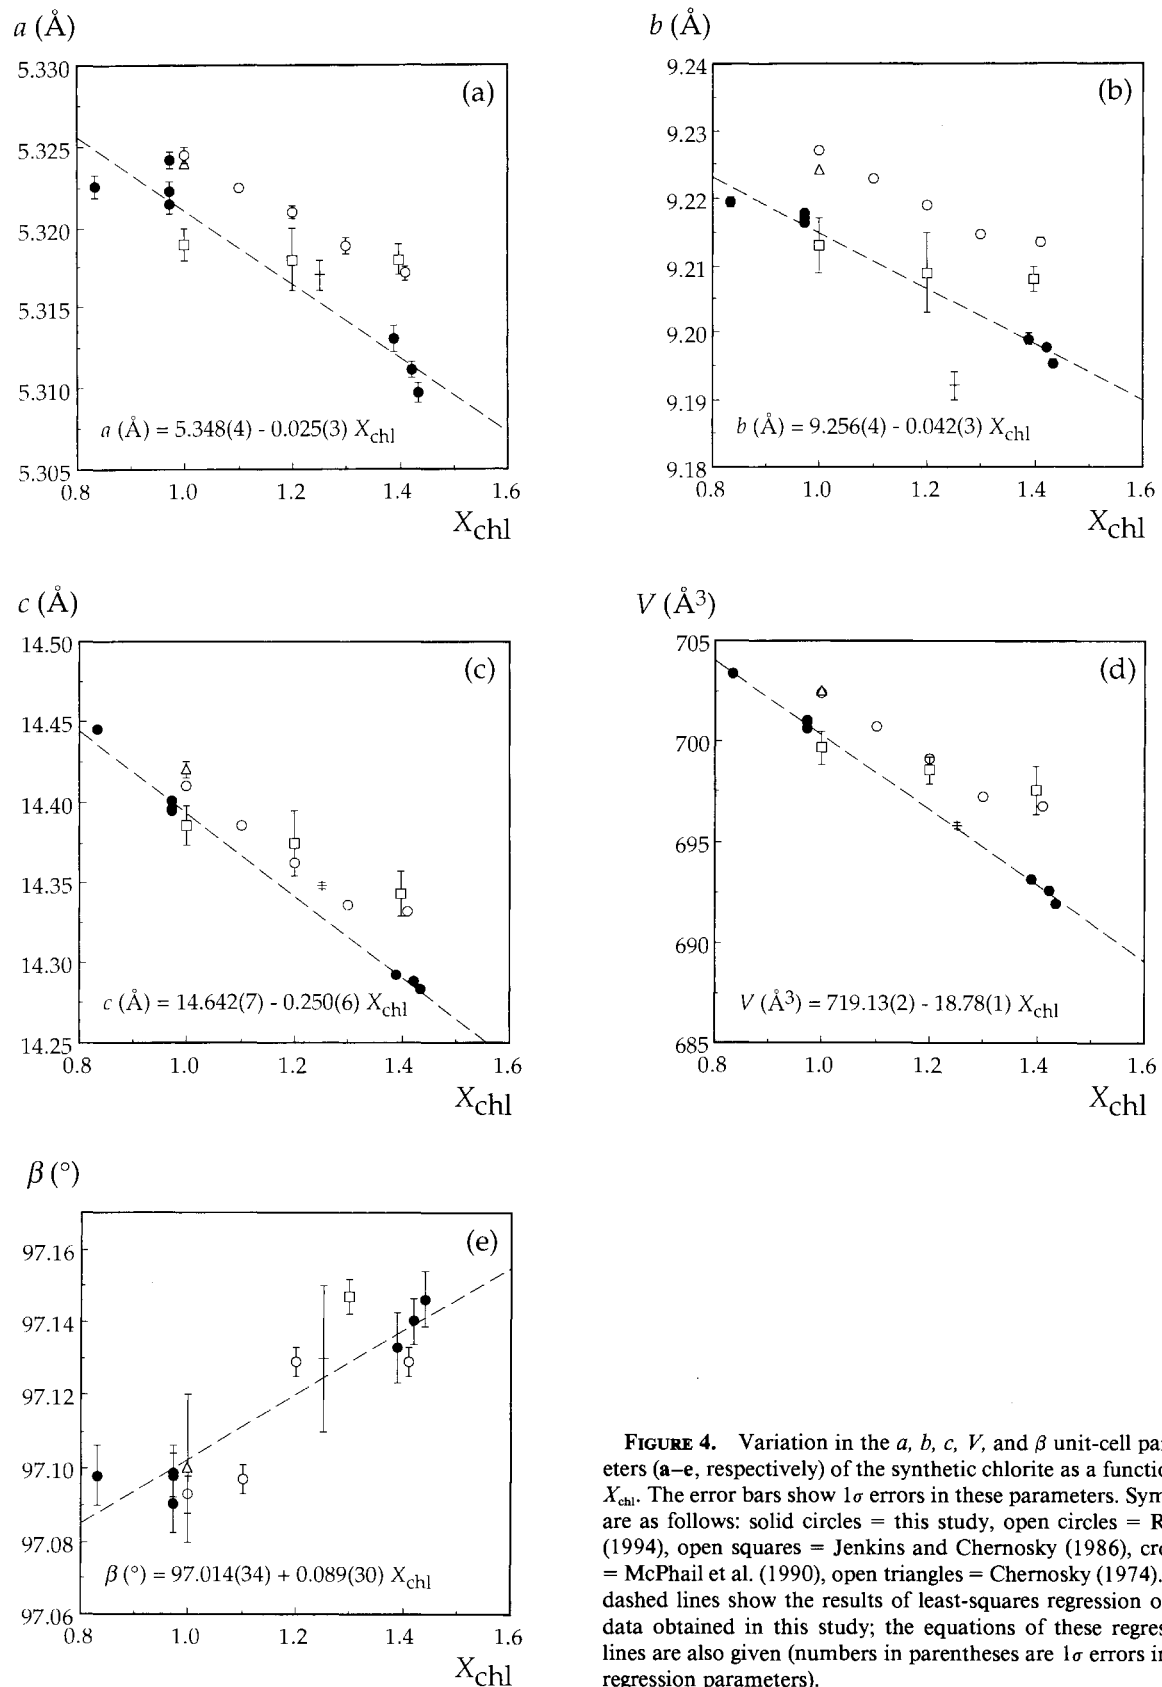 a (Å)
5.330
5.325
5.320
5.315
5.310
5.305
(a)
a (Å) = 5.348(4) - 0.025(3) Xchl
0.8 1.0 1.2 1.4 1.6
Xchl
b (Å)
9.24
9.23
9.22
9.21
9.20
9.19
9.18
(b)
b (Å) = 9.256(4) - 0.042(3) Xchl
0.8 1.0 1.2 1.4 1.6
Xchl
c (Å)
14.50
14.45
14.40
14.35
14.30
14.25
(c)
c (Å) = 14.642(7) - 0.250(6) Xchl
0.8 1.0 1.2 1.4 1.6
Xchl
V (Å3)
705
700
695
690
685
(d)
V (Å3) = 719.13(2) - 18.78(1) Xchl
0.8 1.0 1.2 1.4 1.6
Xchl
β (°)
97.16
97.14
97.12
97.10
97.08
97.06
(e)
β (°) = 97.014(34) + 0.089(30) Xchl
0.8 1.0 1.2 1.4 1.6
Xchl
FIGURE 4. Variation in the a, b, c, V, and β unit-cell par
eters (a–e, respectively) of the synthetic chlorite as a functio
Xchl. The error bars show 1σ errors in these parameters. Sym
are as follows: solid circles = this study, open circles = R
(1994), open squares = Jenkins and Chernosky (1986), cro
= McPhail et al. (1990), open triangles = Chernosky (1974).
dashed lines show the results of least-squares regression o
data obtained in this study; the equations of these regres
lines are also given (numbers in parentheses are 1σ errors in
regression parameters).